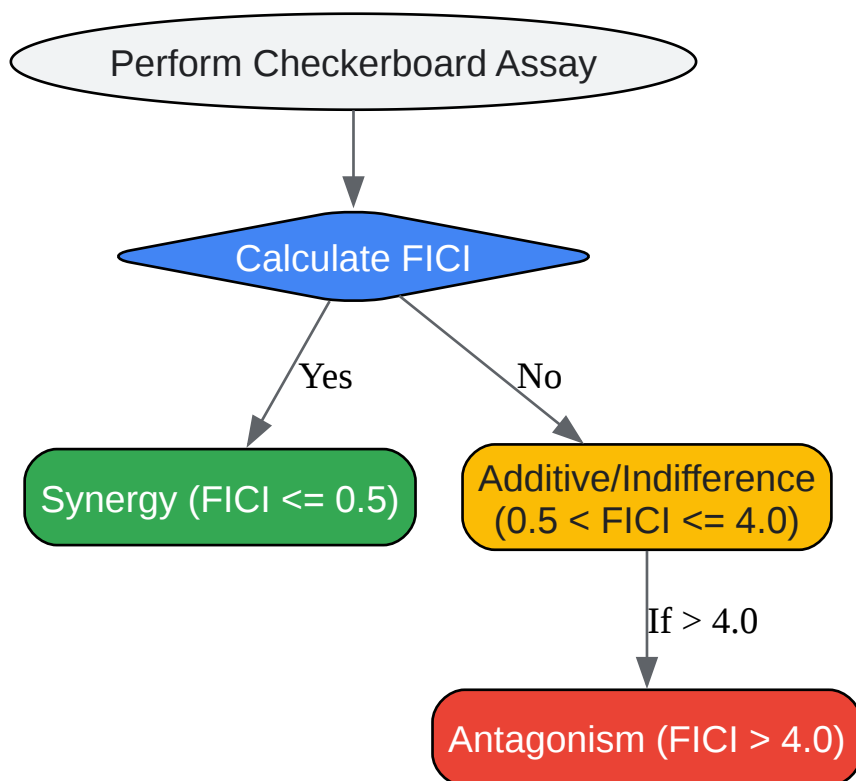 Perform Checkerboard Assay
Calculate FICI
Yes
No
Synergy (FICI <= 0.5)
Additive/Indifference
(0.5 < FICI <= 4.0)
If > 4.0
Antagonism (FICI > 4.0)